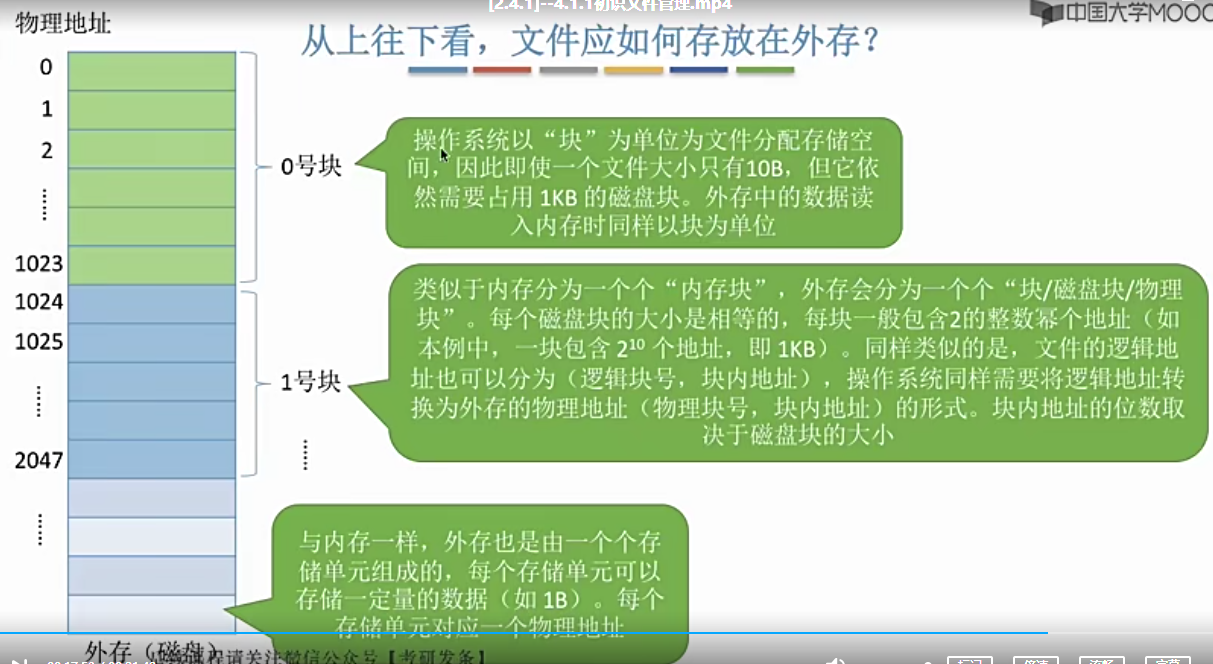 [2.4.1]--4.1.1初识文件管理.mp4
中国大学MOOC
物理地址
从上往下看，文件应如何存放在外存？
0
1
2
1023
1024
1025
2047
0号块
操作系统以“块”为单位为文件分配存储空
间，因此即使一个文件大小只有10B，但它依
然需要占用 1KB 的磁盘块。外存中的数据读
入内存时同样以块为单位
1号块
类似于内存分为一个个“内存块”，外存会分为一个个“块/磁盘块/物理
块”。每个磁盘块的大小是相等的，每块一般包含2的整数幂个地址（如
本例中，一块包含 2¹⁰ 个地址，即 1KB）。同样类似的是，文件的逻辑地
址也可以分为（逻辑块号，块内地址），操作系统同样需要将逻辑地址转
换为外存的物理地址（物理块号，块内地址）的形式。块内地址的位数取
决于磁盘块的大小
与内存一样，外存也是由一个个存
储单元组成的，每个存储单元可以
存储一定量的数据（如 1B）。每个
存储单元对应一个物理地址
外存（磁盘）
请关注微信公众号【考研发条】